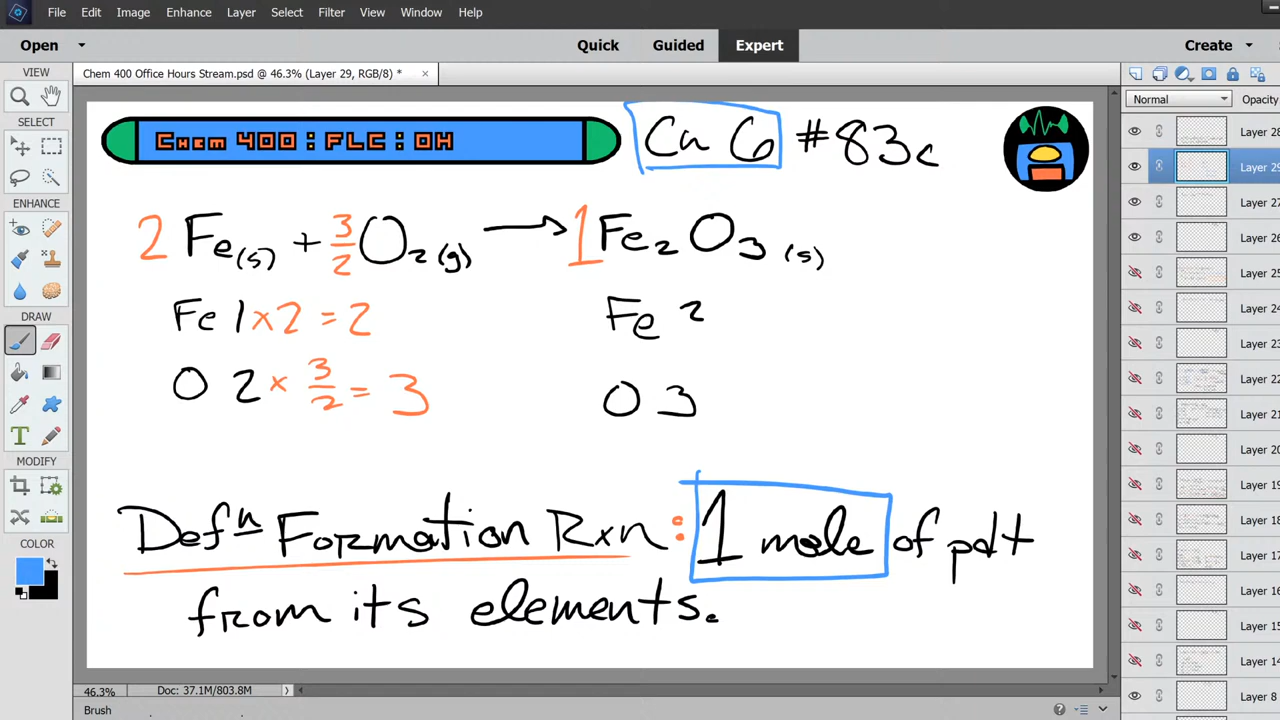 File Edit Image Enhance Layer Select Filter View Window Help
Open Quick Guided Expert Create
VIEW
Chem 400 Office Hours Stream.psd @ 46.3% (Layer 29, RGB/8) * ×
Normal Opacity
Chem 400:FLC:OH
Ch 6 #83c
SELECT
ENHANCE
DRAW
MODIFY
COLOR
2 Fe(s) + 3/2 O2(g) → 1 Fe2O3(s)
Fe 1 × 2 = 2 Fe 2
O 2 × 3/2 = 3 O 3
Defn Formation Rxn: 1 mole of pdt
from its elements.
Layer 29
Layer 27
Layer 26
Layer 25
Layer 24
Layer 23
Layer 22
Layer 21
Layer 20
Layer 19
Layer 18
Layer 17
Layer 16
Layer 15
Layer 14
Layer 8
46.3% Doc: 37.1M/803.8M
Brush